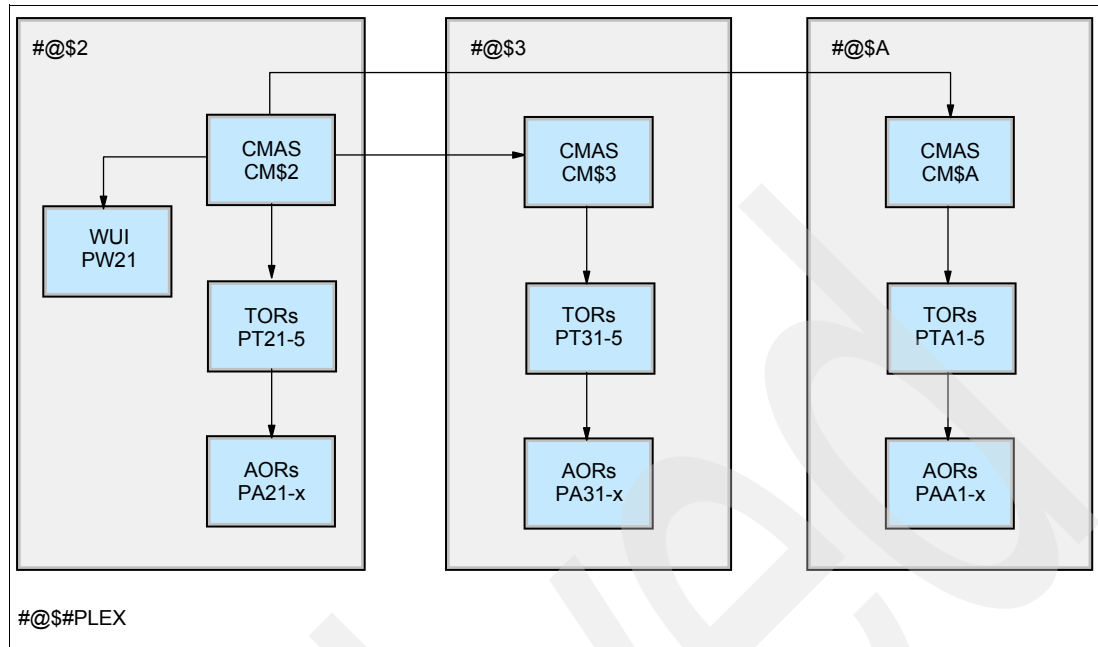 #@$2
#@$3
#@$A
CMAS
CM$2
CMAS
CM$3
CMAS
CM$A
WUI
PW21
TORs
PT21-5
TORs
PT31-5
TORs
PTA1-5
AORs
PA21-x
AORs
PA31-x
AORs
PAA1-x
#@$#PLEX